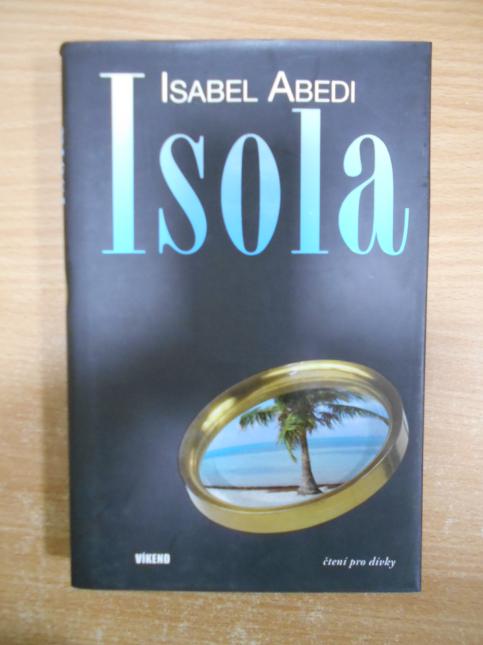 ISABEL ABEDI
Isola
VÍKEND
čtení pro dívky